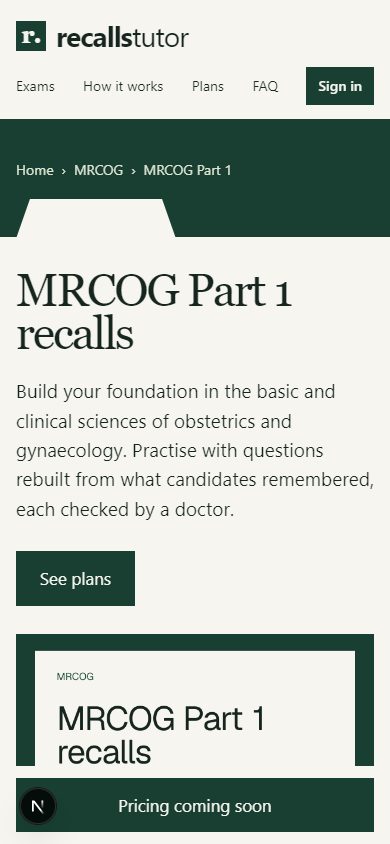 r. recallstutor
Exams How it works Plans FAQ Sign in
Home › MRCOG › MRCOG Part 1
MRCOG Part 1
recalls
Build your foundation in the basic and
clinical sciences of obstetrics and
gynaecology. Practise with questions
rebuilt from what candidates remembered,
each checked by a doctor.
See plans
MRCOG
MRCOG Part 1
recalls
N
Pricing coming soon